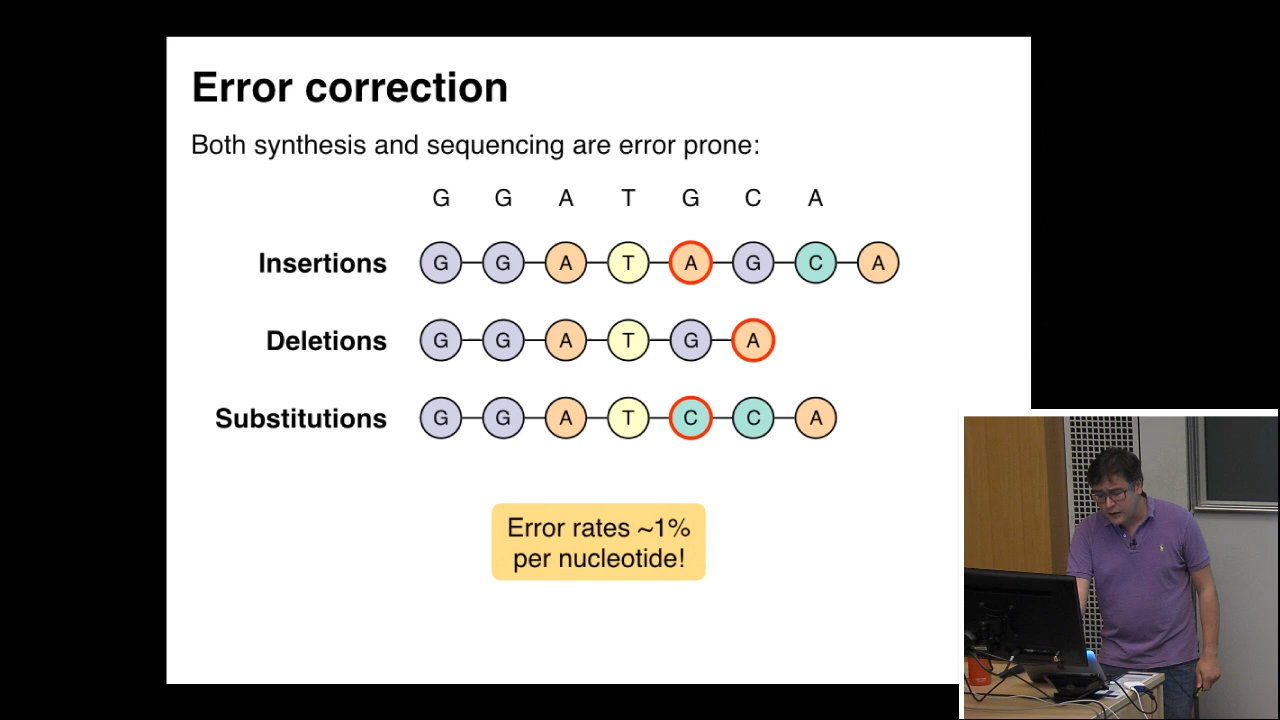 Error correction
Both synthesis and sequencing are error prone:
G G A T G C A
Insertions G G A T A G C A
Deletions G G A T G A
Substitutions G G A T C C A
Error rates ~1%
per nucleotide!